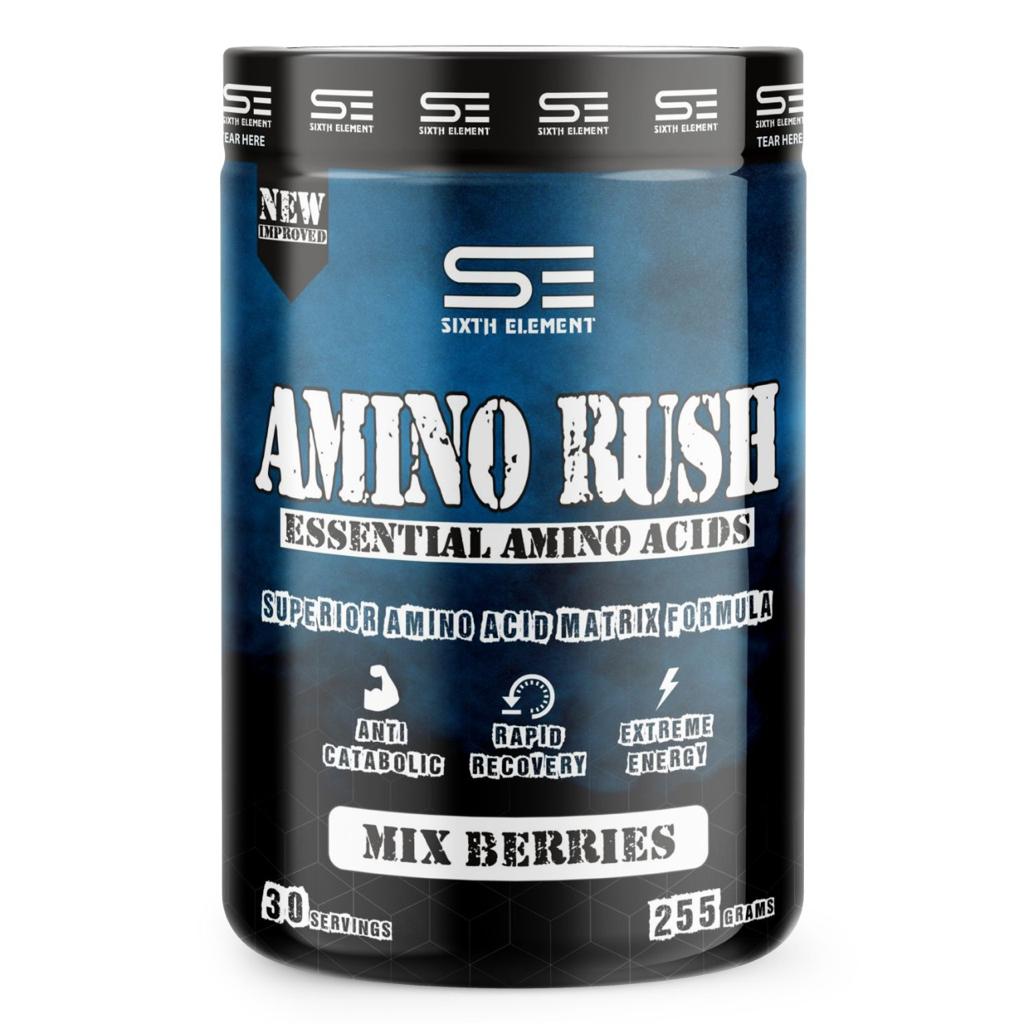 SE SE SE SE SE SE
SIXTH ELEMENT SIXTH ELEMENT SIXTH ELEMENT SIXTH ELEMENT SIXTH ELEMENT SIXTH ELEMENT
TEAR HERE TEAR HERE
NEW
IMPROVED
SE
SIXTH ELEMENT
AMINO RUSH
ESSENTIAL AMINO ACIDS
SUPERIOR AMINO ACID MATRIX FORMULA
ANTI
CATABOLIC
RAPID
RECOVERY
EXTREME
ENERGY
MIX BERRIES
30 SERVINGS
255 GRAMS